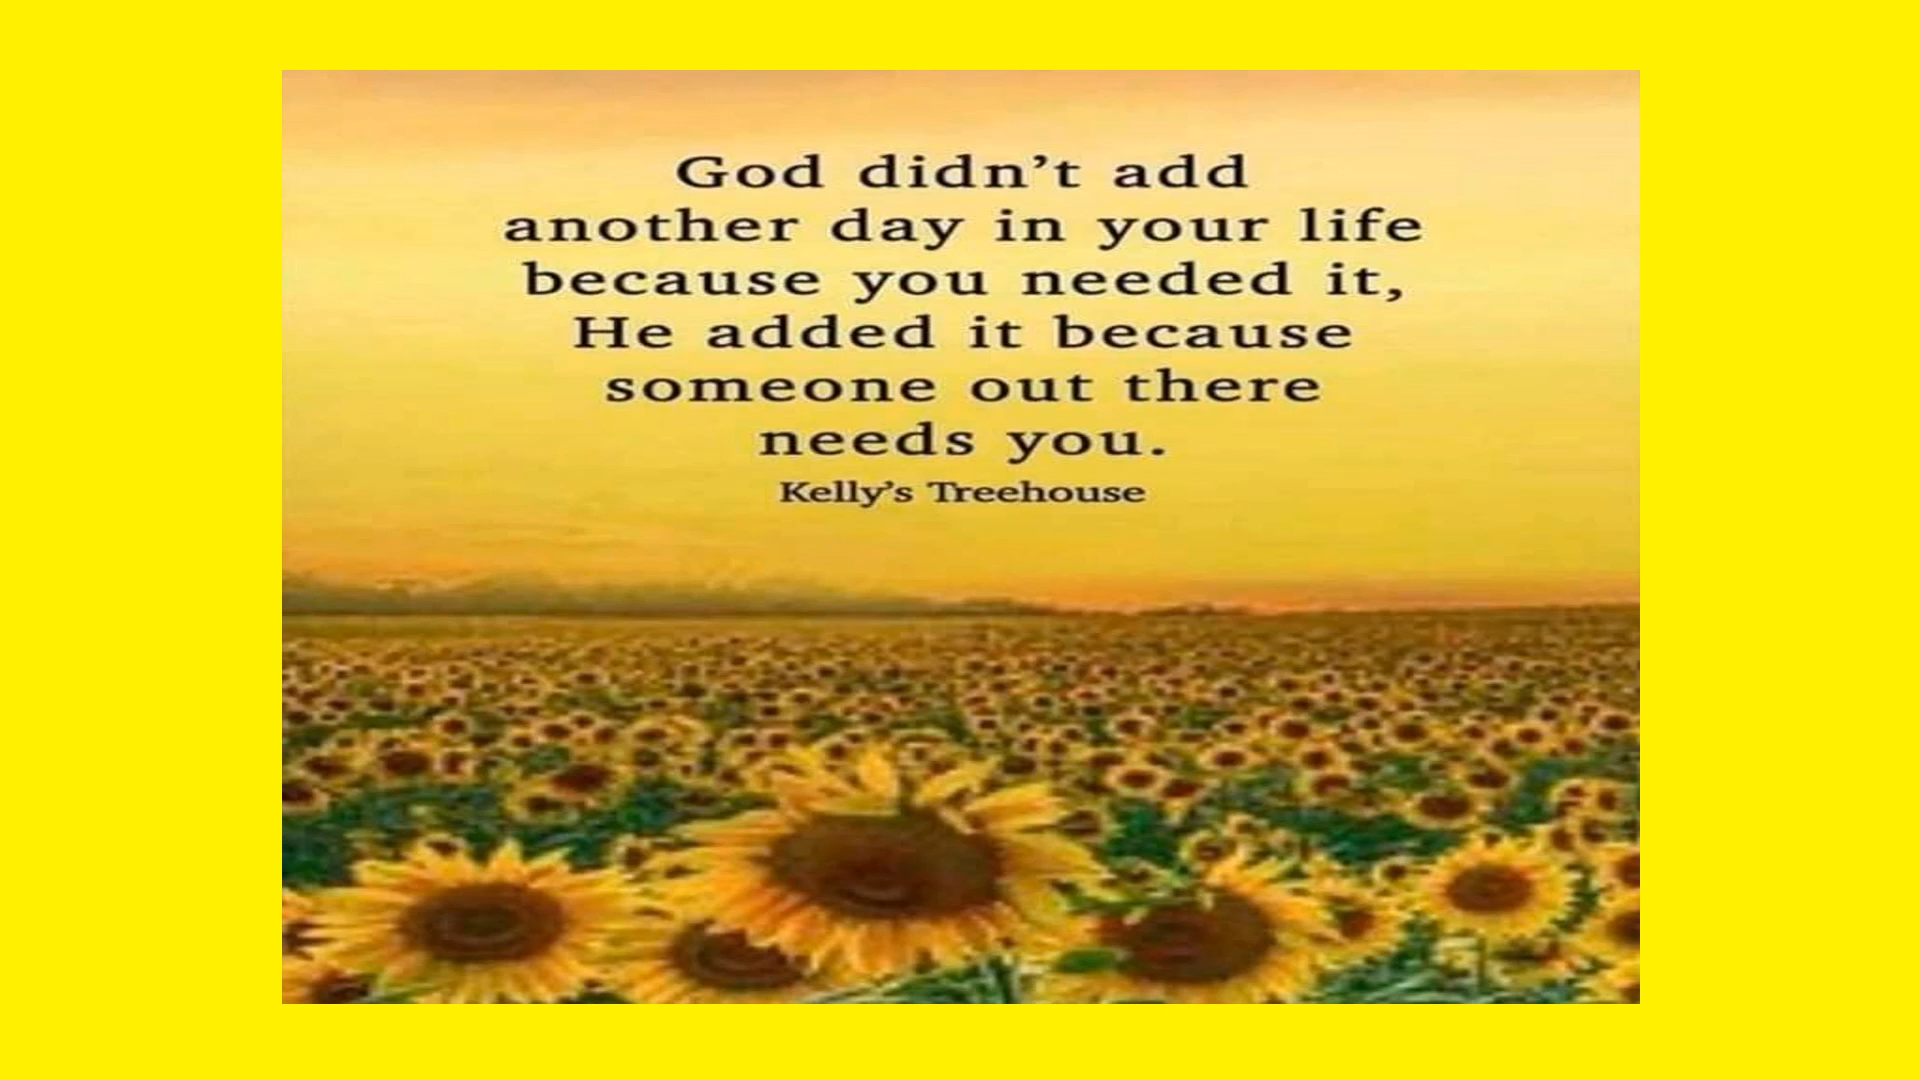 God didn’t add
another day in your life
because you needed it,
He added it because
someone out there
needs you.
Kelly’s Treehouse